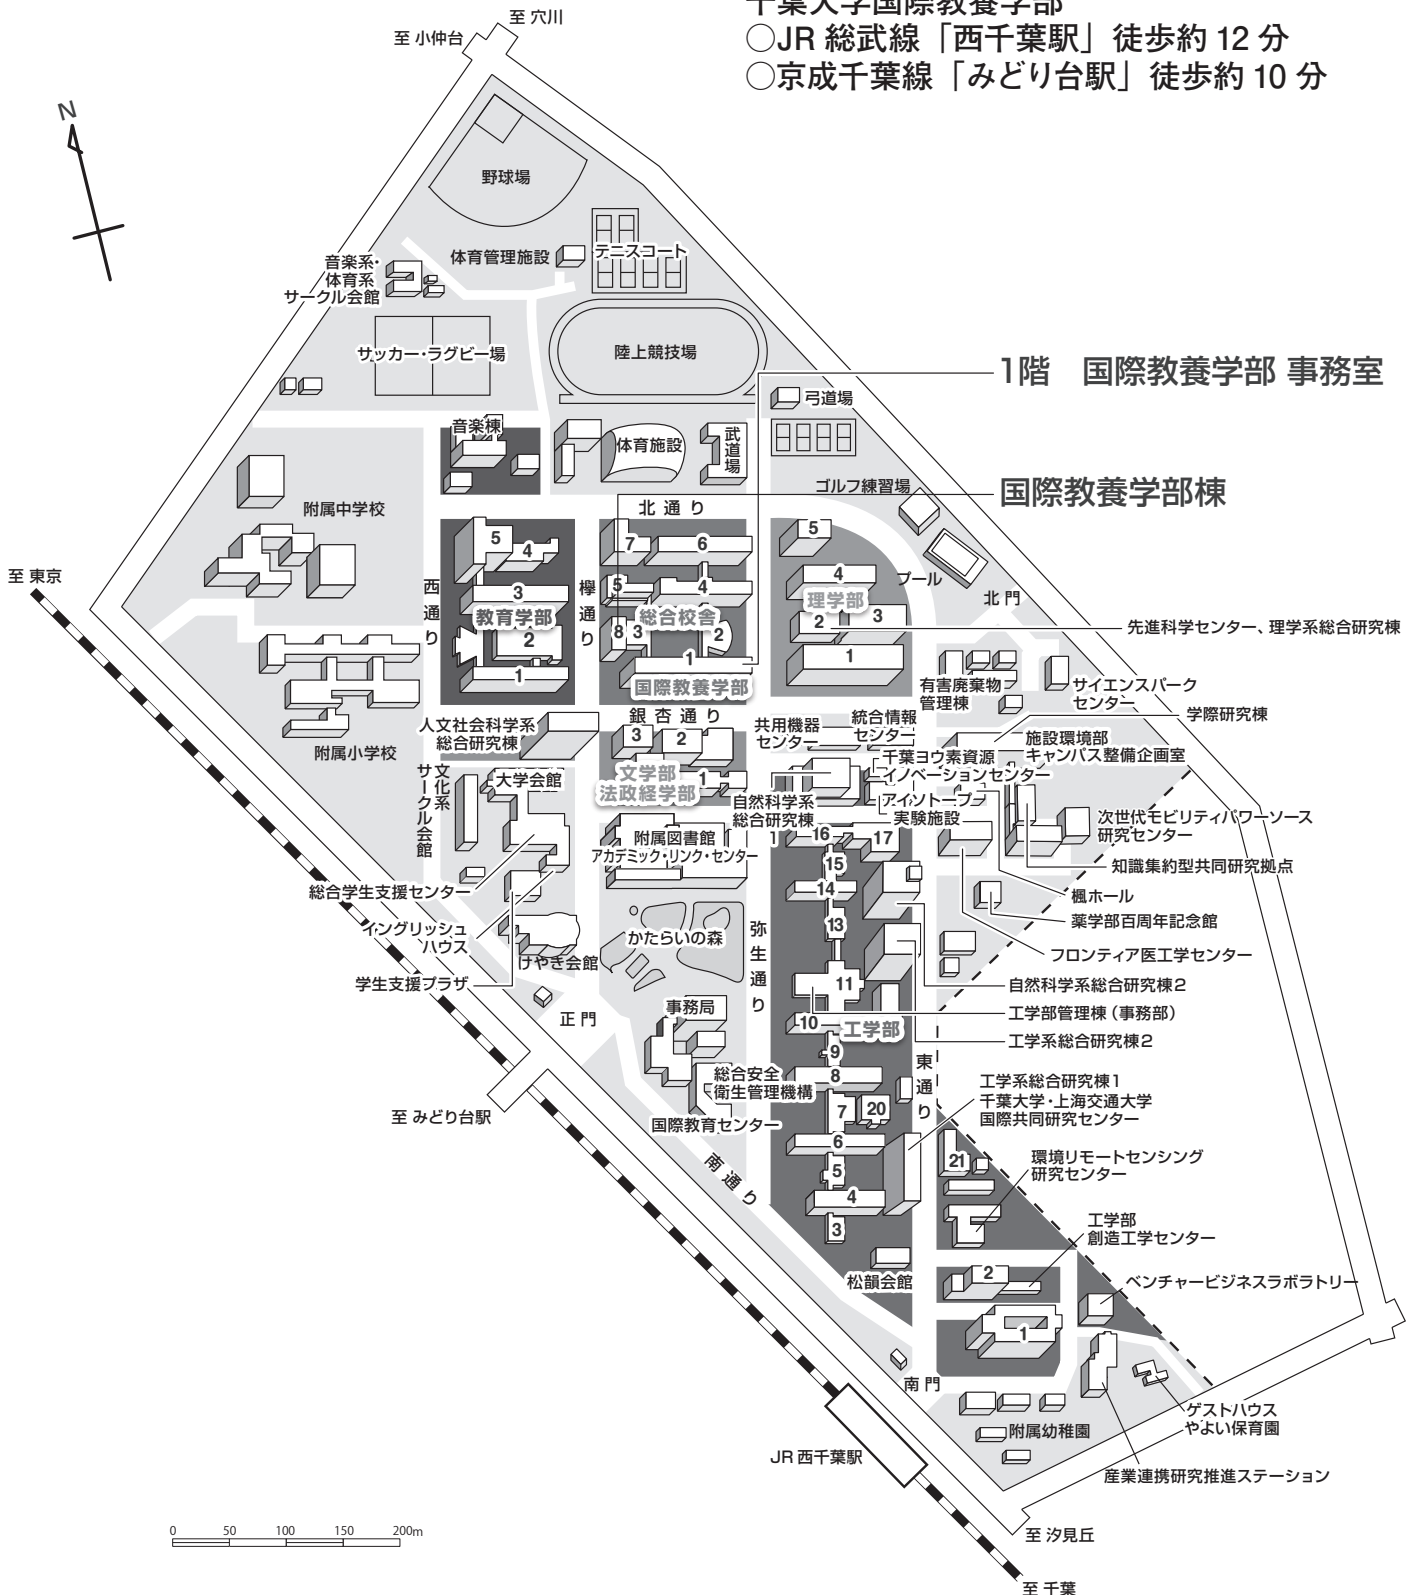 千葉大学国際教養学部
○JR 総武線「西千葉駅」徒歩約 12 分
○京成千葉線「みどり台駅」徒歩約 10 分
至 穴川
至 小仲台
N
野球場
体育管理施設
テニスコート
音楽系・
体育系
サークル会館
サッカー・ラグビー場
陸上競技場
1階　国際教養学部 事務室
弓道場
音楽棟
体育施設
武道場
ゴルフ練習場
国際教養学部棟
附属中学校
北通り
5
4
3
教育学部
2
1
7
6
5
4
総合校舎
8
3
2
1
国際教養学部
5
4
理学部
2
3
1
プール
北門
至 東京
西通り
欅通り
先進科学センター、理学系総合研究棟
有害廃棄物
管理棟
サイエンスパーク
センター
学際研究棟
附属小学校
人文社会科学系
総合研究棟
銀杏通り
3
2
1
文学部
法政経学部
共用機器
センター
統合情報
センター
施設環境部
キャンパス整備企画室
千葉ヨウ素資源
イノベーションセンター
文化系
サークル会館
大学会館
自然科学系
総合研究棟
1
アイソトープ
実験施設
次世代モビリティパワーソース
研究センター
附属図書館
アカデミック・リンク・センター
16
17
15
14
13
11
10
9
8
7
20
6
5
4
3
工学部
知識集約型共同研究拠点
総合学生支援センター
楓ホール
薬学部百周年記念館
イングリッシュ
ハウス
かたらいの森
弥生通り
フロンティア医工学センター
けやき会館
学生支援プラザ
自然科学系総合研究棟2
工学部管理棟（事務部）
工学系総合研究棟2
正門
事務局
東通り
総合安全
衛生管理機構
国際教育センター
工学系総合研究棟1
千葉大学・上海交通大学
国際共同研究センター
至 みどり台駅
南通り
21
環境リモートセンシング
研究センター
工学部
創造工学センター
松韻会館
2
ベンチャービジネスラボラトリー
1
南門
附属幼稚園
ゲストハウス
やよい保育園
JR 西千葉駅
産業連携研究推進ステーション
0 50 100 150 200m
至 汐見丘
至 千葉